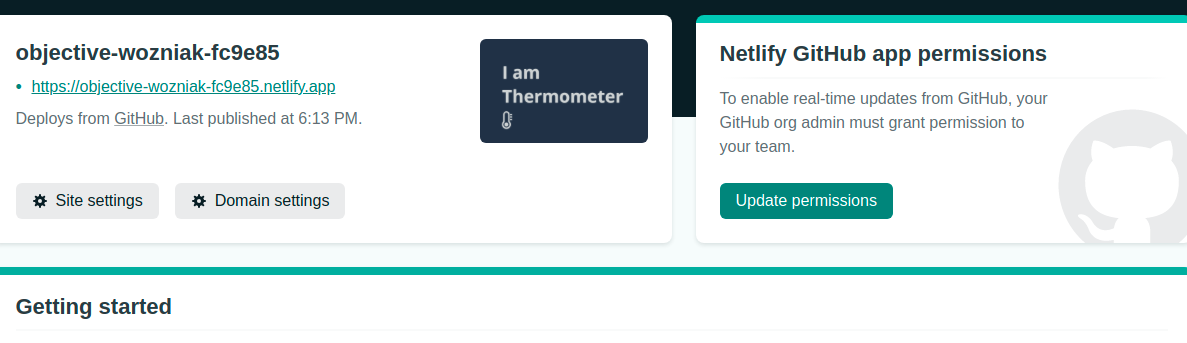 objective-wozniak-fc9e85
https://objective-wozniak-fc9e85.netlify.app
Deploys from GitHub. Last published at 6:13 PM.
I am
Thermometer
Site settings
Domain settings
Netlify GitHub app permissions
To enable real-time updates from GitHub, your
GitHub org admin must grant permission to
your team.
Update permissions
Getting started